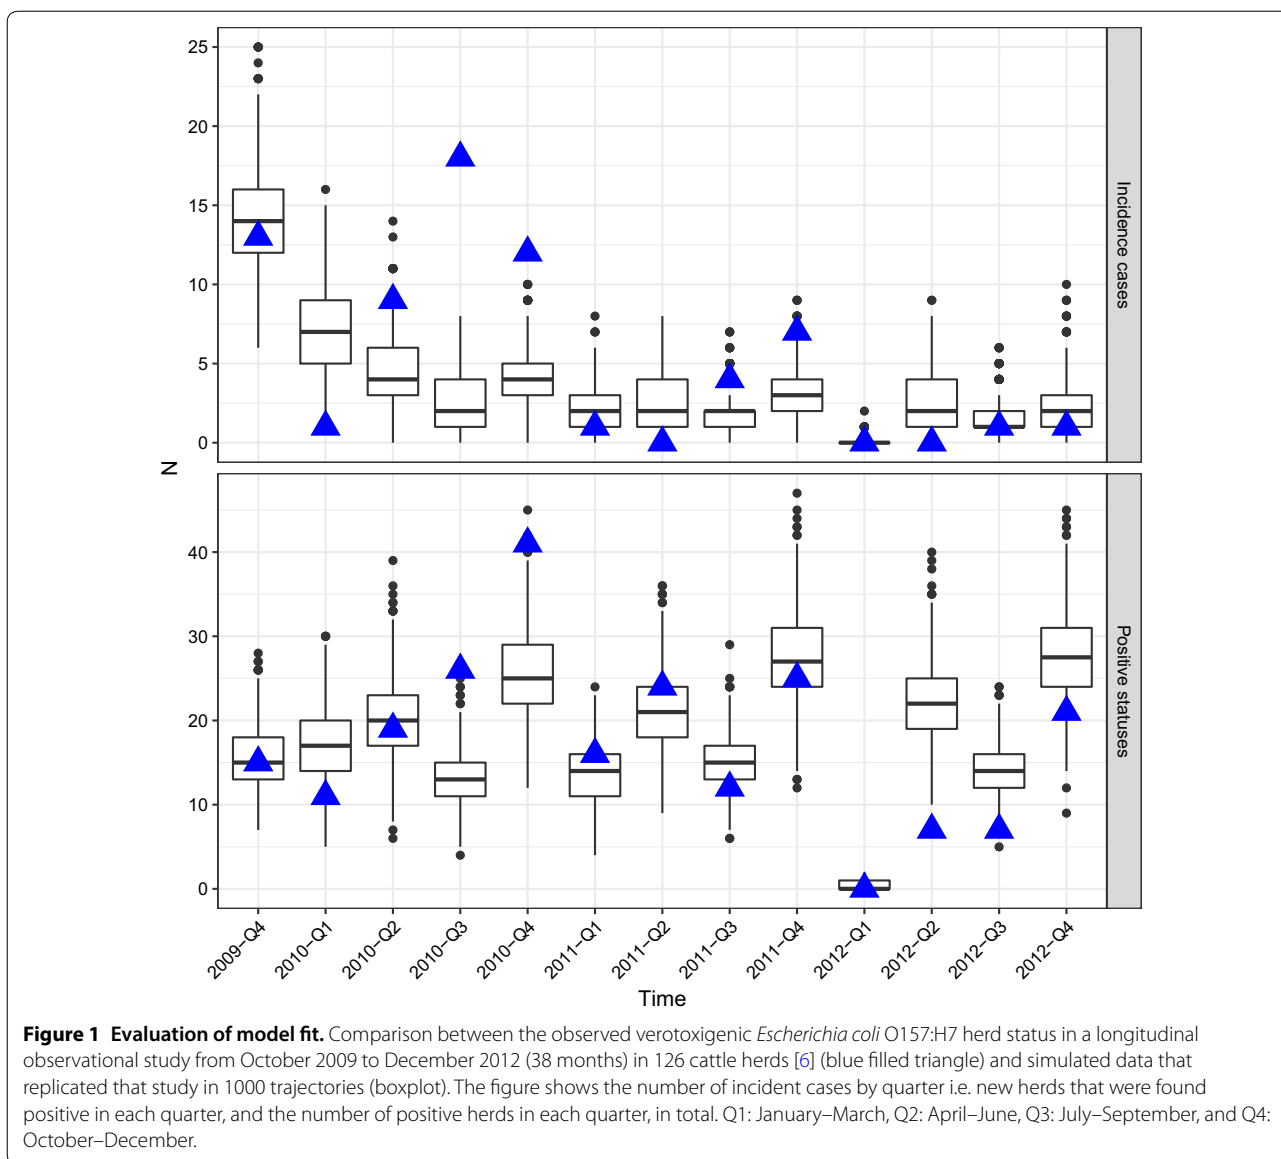 25
20
15
10
5
0
Incidence cases
N
40
30
20
10
0
Positive statuses
2009–Q4
2010–Q1
2010–Q2
2010–Q3
2010–Q4
2011–Q1
2011–Q2
2011–Q3
2011–Q4
2012–Q1
2012–Q2
2012–Q3
2012–Q4
Time
Figure 1 Evaluation of model fit. Comparison between the observed verotoxigenic Escherichia coli O157:H7 herd status in a longitudinal
observational study from October 2009 to December 2012 (38 months) in 126 cattle herds [6] (blue filled triangle) and simulated data that
replicated that study in 1000 trajectories (boxplot). The figure shows the number of incident cases by quarter i.e. new herds that were found
positive in each quarter, and the number of positive herds in each quarter, in total. Q1: January–March, Q2: April–June, Q3: July–September, and Q4:
October–December.